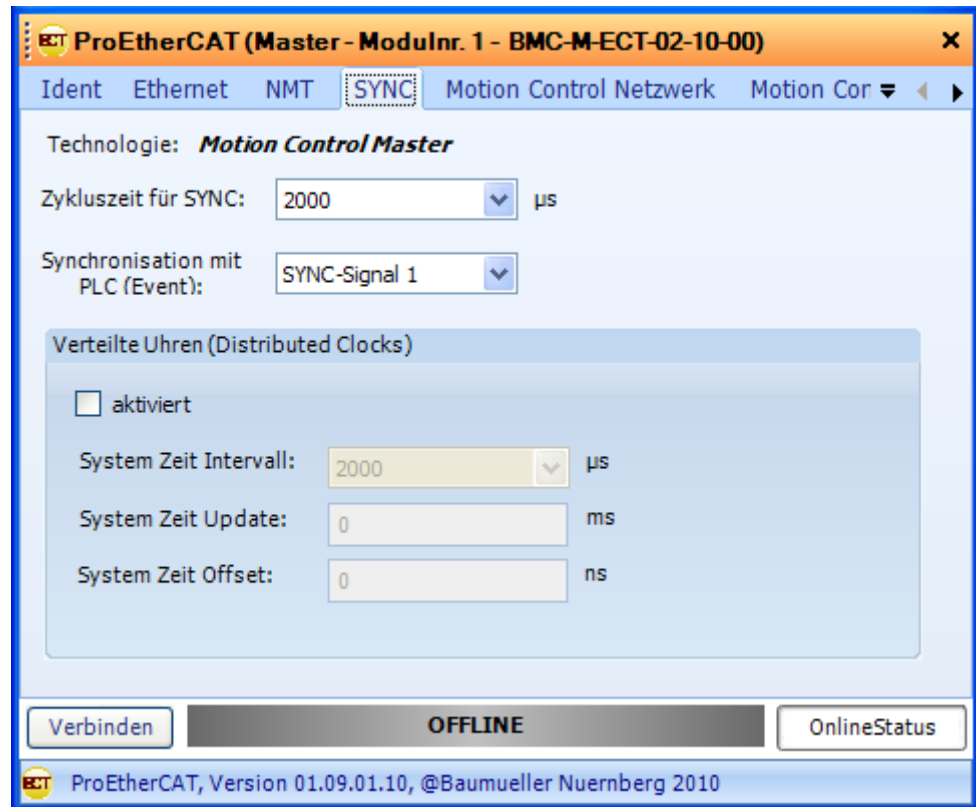 ECT ProEtherCAT (Master - Modulnr. 1 - BMC-M-ECT-02-10-00)
Ident Ethernet NMT SYNC Motion Control Netzwerk Motion Con
Technologie: Motion Control Master
Zykluszeit für SYNC: 2000 µs
Synchronisation mit
PLC (Event): SYNC-Signal 1
Verteilte Uhren (Distributed Clocks)
aktiviert
System Zeit Intervall: 2000 µs
System Zeit Update: 0 ms
System Zeit Offset: 0 ns
Verbinden OFFLINE OnlineStatus
ECT ProEtherCAT, Version 01.09.01.10, @Baumueller Nuernberg 2010